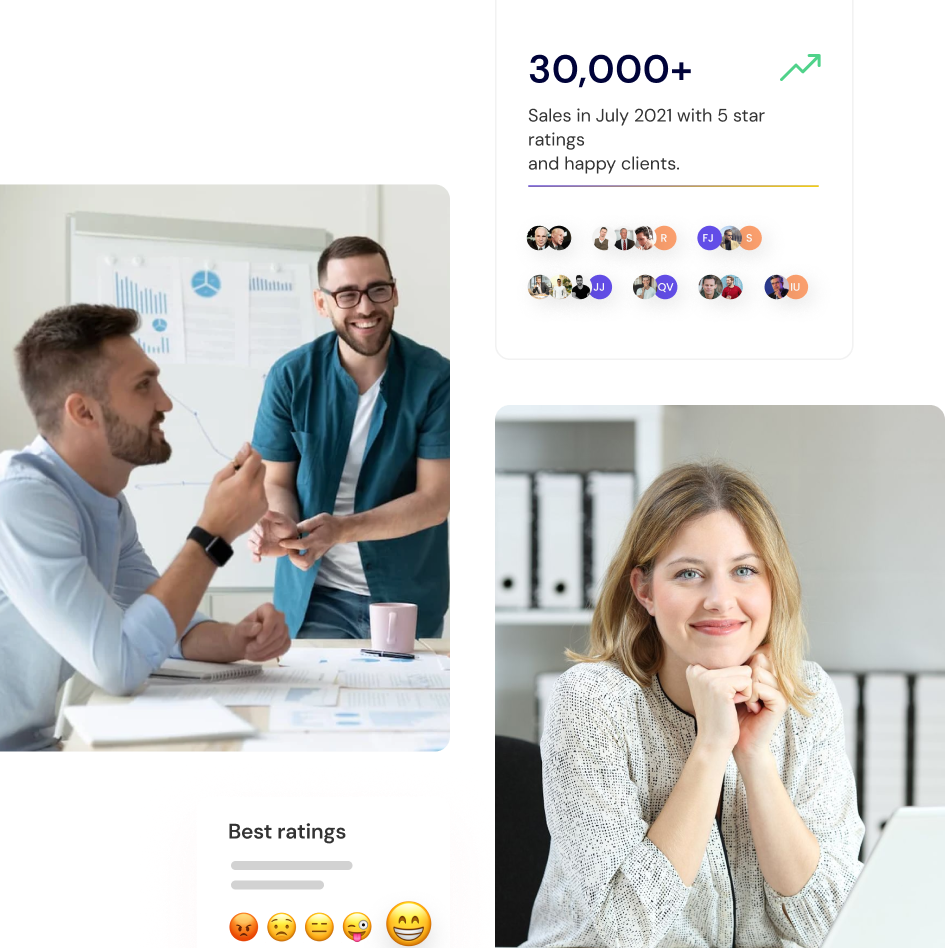 30,000+
Sales in July 2021 with 5 star
ratings
and happy clients.
R
FJ
S
JJ
QV
IU
Best ratings